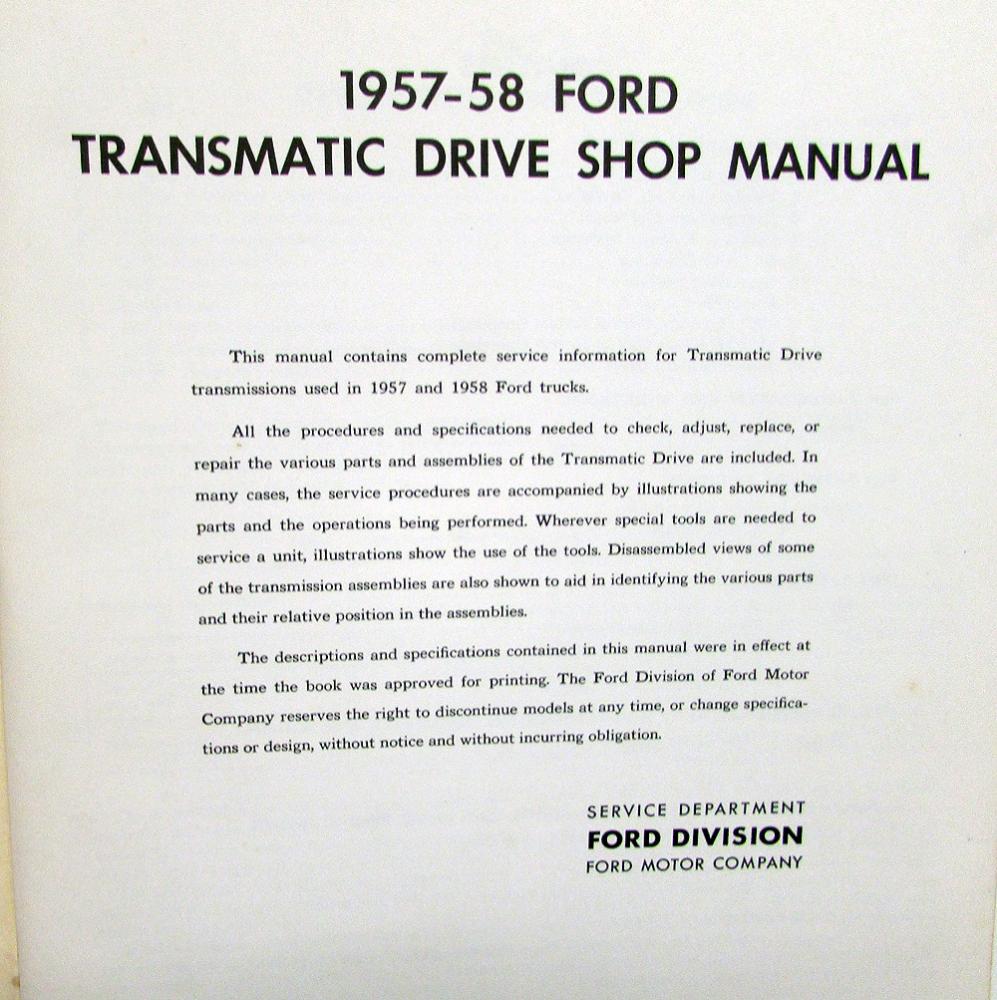 1957-58 FORD
TRANSMATIC DRIVE SHOP MANUAL
This manual contains complete service information for Transmatic Drive
transmissions used in 1957 and 1958 Ford trucks.
All the procedures and specifications needed to check, adjust, replace, or
repair the various parts and assemblies of the Transmatic Drive are included. In
many cases, the service procedures are accompanied by illustrations showing the
parts and the operations being performed. Wherever special tools are needed to
service a unit, illustrations show the use of the tools. Disassembled views of some
of the transmission assemblies are also shown to aid in identifying the various parts
and their relative position in the assemblies.
The descriptions and specifications contained in this manual were in effect at
the time the book was approved for printing. The Ford Division of Ford Motor
Company reserves the right to discontinue models at any time, or change specifica-
tions or design, without notice and without incurring obligation.
SERVICE DEPARTMENT
FORD DIVISION
FORD MOTOR COMPANY